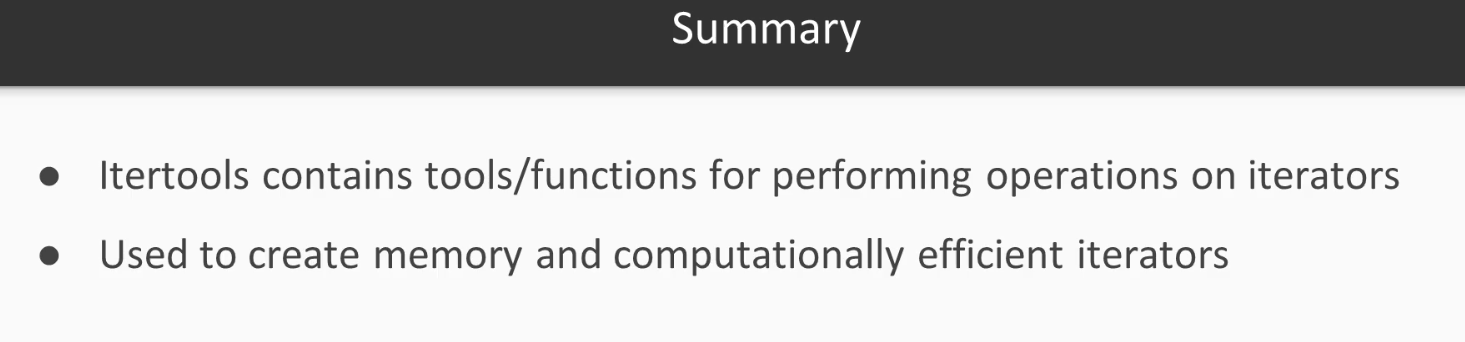 Summary
● Itertools contains tools/functions for performing operations on iterators
● Used to create memory and computationally efficient iterators